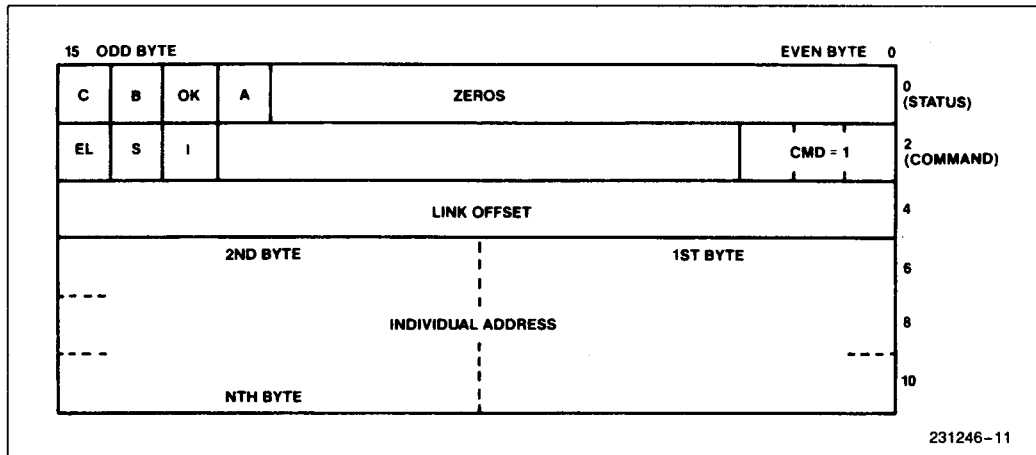 15 ODD BYTE EVEN BYTE 0
C B OK A ZEROS 0
(STATUS)
EL S I CMD = 1 2
(COMMAND)
LINK OFFSET 4
2ND BYTE 1ST BYTE 6
INDIVIDUAL ADDRESS 8
NTH BYTE 10
231246-11